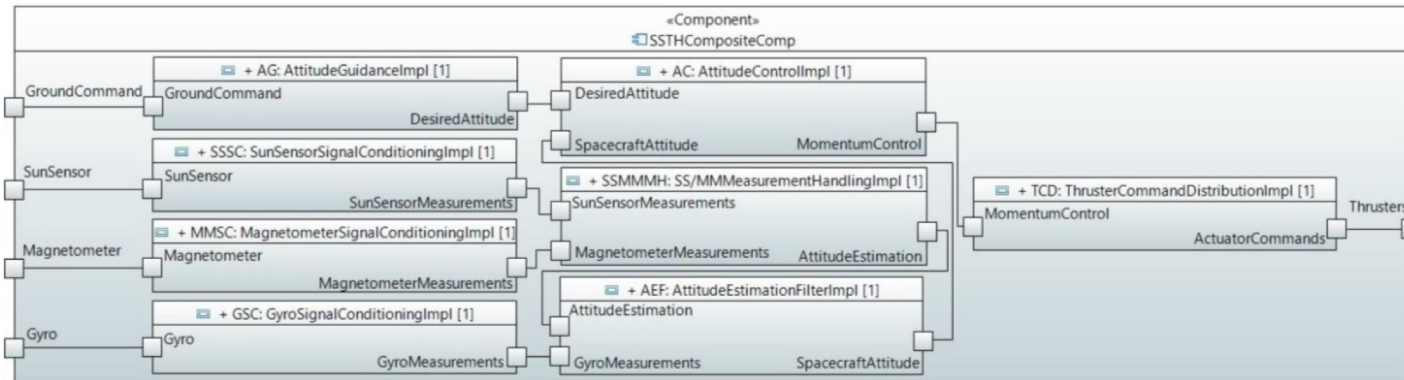 «Component»
SSTHCompositeComp
+ AG: AttitudeGuidanceImpl [1]
GroundCommand
GroundCommand
DesiredAttitude
+ AC: AttitudeControlImpl [1]
DesiredAttitude
SpacecraftAttitude
MomentumControl
+ SSSC: SunSensorSignalConditioningImpl [1]
SunSensor
SunSensor
SunSensorMeasurements
+ SSMMMH: SS/MMMeasurementHandlingImpl [1]
SunSensorMeasurements
MagnetometerMeasurements
AttitudeEstimation
+ TCD: ThrusterCommandDistributionImpl [1]
MomentumControl
ActuatorCommands
Thrusters
+ MMSC: MagnetometerSignalConditioningImpl [1]
Magnetometer
Magnetometer
MagnetometerMeasurements
+ GSC: GyroSignalConditioningImpl [1]
Gyro
Gyro
GyroMeasurements
+ AEF: AttitudeEstimationFilterImpl [1]
AttitudeEstimation
GyroMeasurements
SpacecraftAttitude